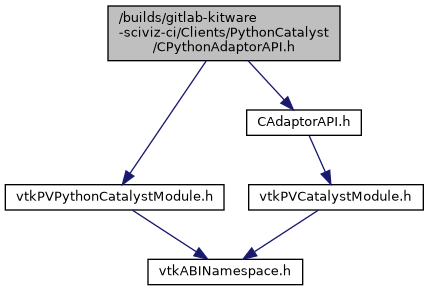 /builds/gitlab-kitware
-sciviz-ci/Clients/PythonCatalyst
/CPythonAdaptorAPI.h
CAdaptorAPI.h
vtkPVPythonCatalystModule.h
vtkPVCatalystModule.h
vtkABINamespace.h